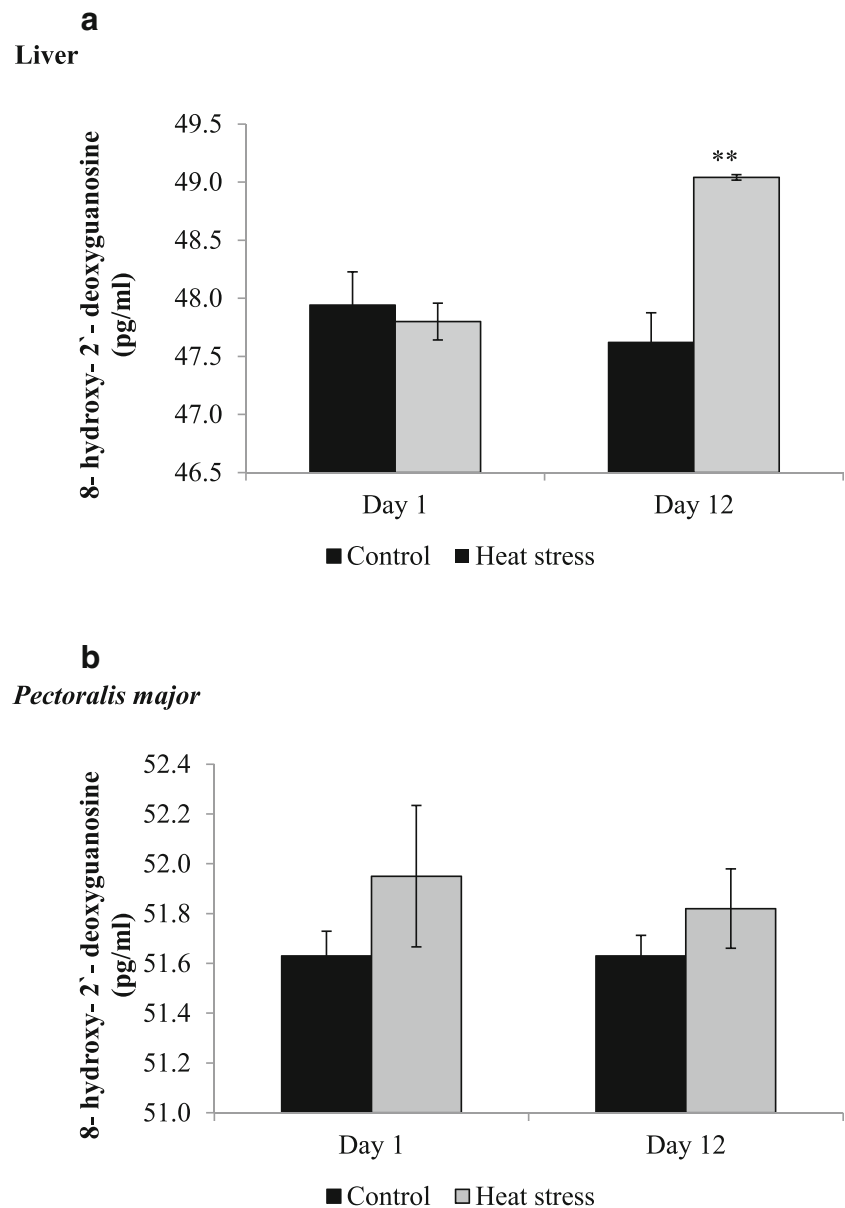 a
Liver
8- hydroxy- 2`- deoxyguanosine
(pg/ml)
49.5
49.0
48.5
48.0
47.5
47.0
46.5
**
Day 1
Day 12
Control
Heat stress
b
Pectoralis major
8- hydroxy- 2`- deoxyguanosine
(pg/ml)
52.4
52.2
52.0
51.8
51.6
51.4
51.2
51.0
Day 1
Day 12
Control
Heat stress